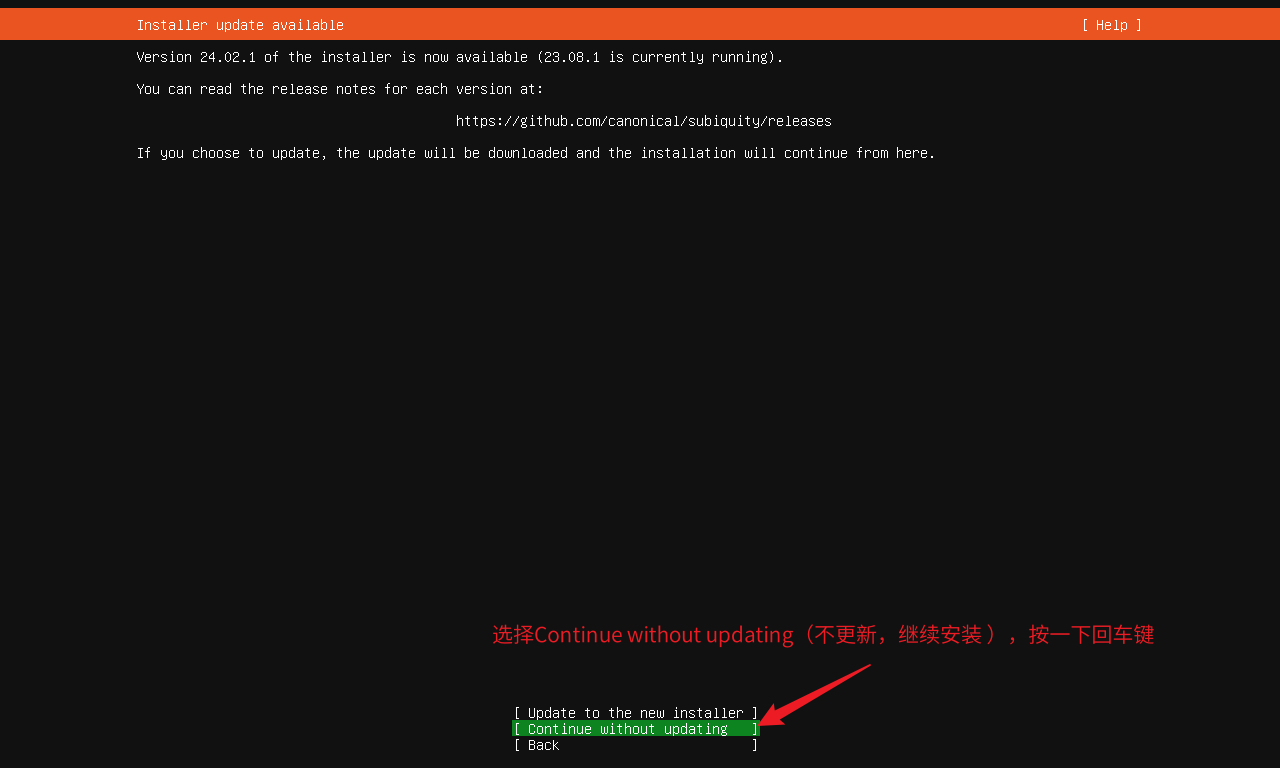 Installer update available [ Help ]
Version 24.02.1 of the installer is now available (23.08.1 is currently running).
You can read the release notes for each version at:
https://github.com/canonical/subiquity/releases
If you choose to update, the update will be downloaded and the installation will continue from here.
选择Continue without updating（不更新，继续安装 ），按一下回车键
[ Update to the new installer ]
[ Continue without updating ]
[ Back ]